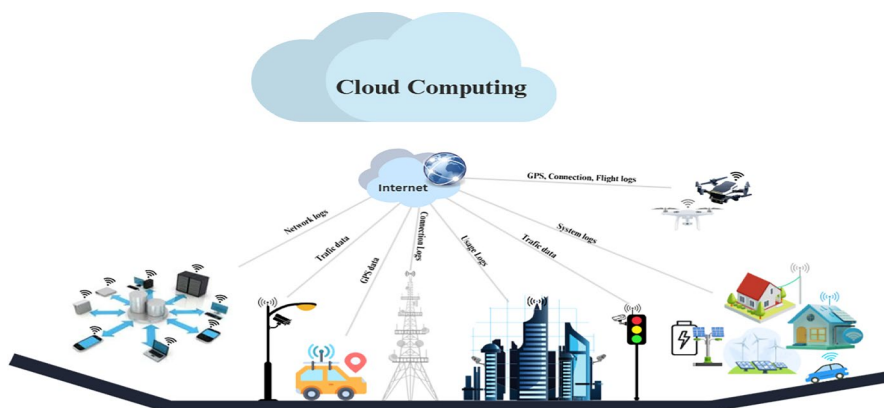 Cloud Computing
Internet
GPS, Connection, Flight logs
Network logs
Trafic data
GPS data
Connection Logs
Usage Logs
Trafic data
System logs